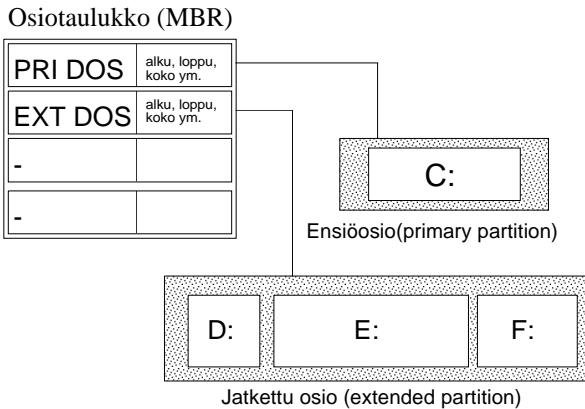 Osiotaulukko (MBR)
PRI DOS
alku, loppu,
koko ym.
EXT DOS
alku, loppu,
koko ym.
-
-
C:
Ensiöosio(primary partition)
D:
E:
F:
Jatkettu osio (extended partition)